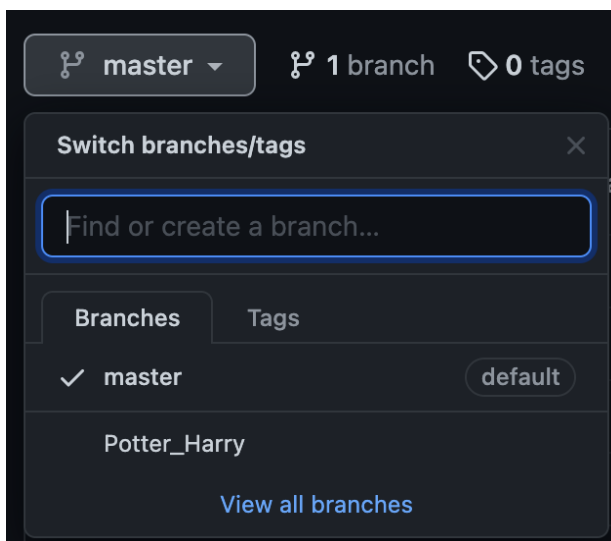 master 1 branch 0 tags
Switch branches/tags
Find or create a branch...
Branches Tags
master default
Potter_Harry
View all branches